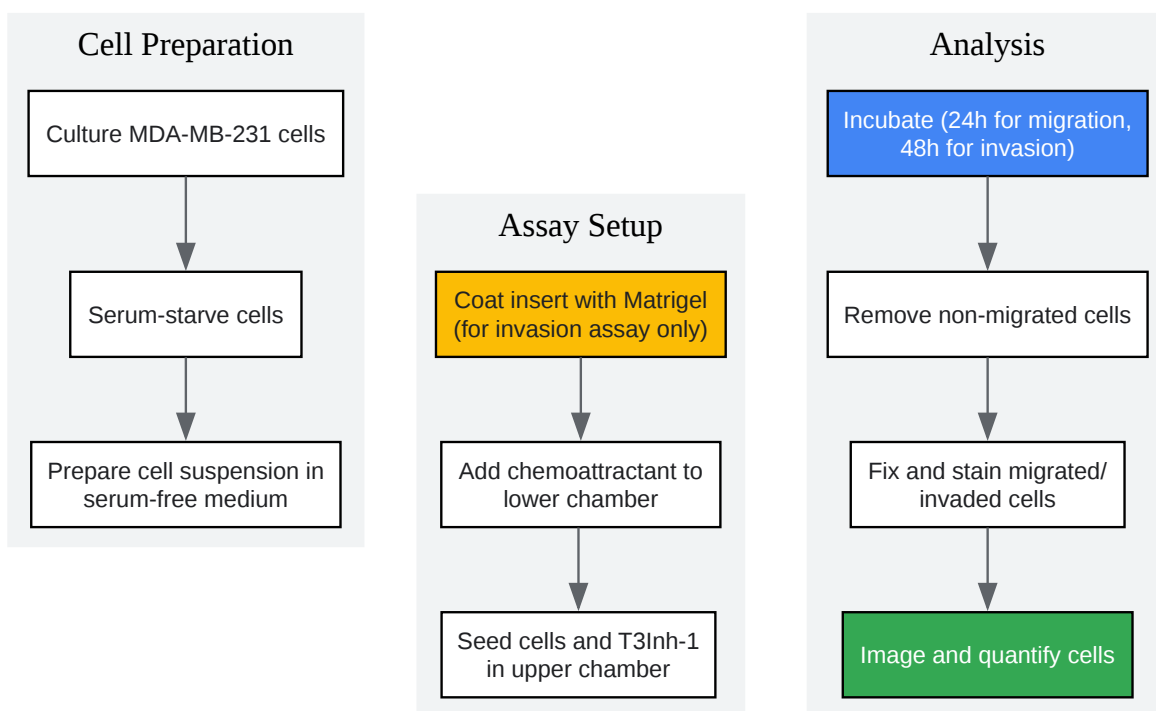 Cell Preparation
Culture MDA-MB-231 cells
Serum-starve cells
Prepare cell suspension in
serum-free medium
Assay Setup
Coat insert with Matrigel
(for invasion assay only)
Add chemoattractant to
lower chamber
Seed cells and T3Inh-1
in upper chamber
Analysis
Incubate (24h for migration,
48h for invasion)
Remove non-migrated cells
Fix and stain migrated/
invaded cells
Image and quantify cells